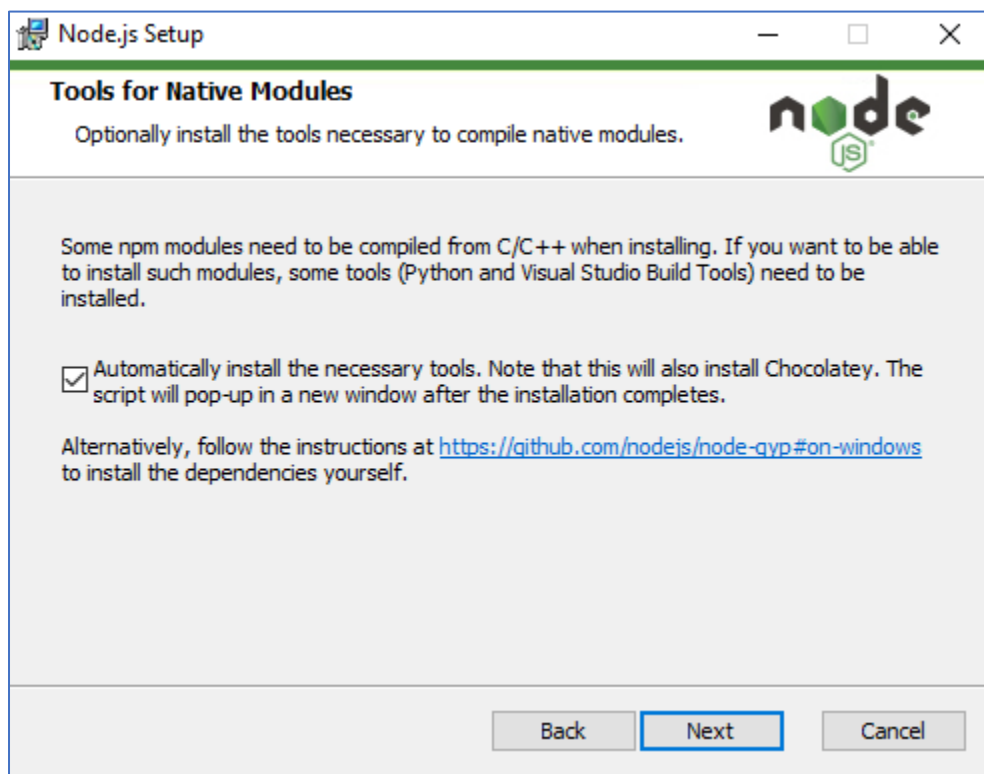 Node.js Setup
Tools for Native Modules
Optionally install the tools necessary to compile native modules.
node
JS
Some npm modules need to be compiled from C/C++ when installing. If you want to be able
to install such modules, some tools (Python and Visual Studio Build Tools) need to be
installed.
Automatically install the necessary tools. Note that this will also install Chocolatey. The
script will pop-up in a new window after the installation completes.
Alternatively, follow the instructions at https://github.com/nodejs/node-gyp#on-windows
to install the dependencies yourself.
Back
Next
Cancel